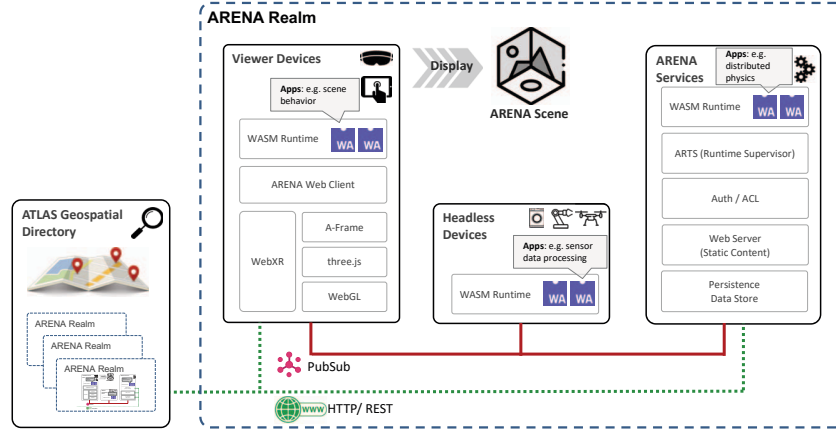 ARENA Realm
Viewer Devices
Apps: e.g. scene
behavior
WASM Runtime
WA WA
ARENA Web Client
WebXR
A-Frame
three.js
WebGL
Display
ARENA Scene
Headless
Devices
Apps: e.g. sensor
data processing
WASM Runtime
WA WA
ARENA
Services
Apps: e.g.
distributed
physics
WASM Runtime
WA WA
ARTS (Runtime Supervisor)
Auth / ACL
Web Server
(Static Content)
Persistence
Data Store
ATLAS Geospatial
Directory
ARENA Realm
ARENA Realm
ARENA Realm
PubSub
WWW HTTP/ REST